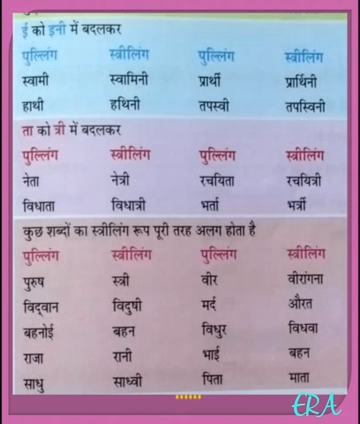 ई को इनी में बदलकर
पुल्लिंग स्त्रीलिंग पुल्लिंग स्त्रीलिंग
स्वामी स्वामिनी प्रार्थी प्रार्थिनी
हाथी हथिनी तपस्वी तपस्विनी
ता को त्री में बदलकर
पुल्लिंग स्त्रीलिंग पुल्लिंग स्त्रीलिंग
नेता नेत्री रचयिता रचयित्री
विधाता विधात्री भर्ता भर्त्री
कुछ शब्दों का स्त्रीलिंग रूप पूरी तरह अलग होता है
पुल्लिंग स्त्रीलिंग पुल्लिंग स्त्रीलिंग
पुरुष स्त्री वीर वीरांगना
विद्वान विदुषी मर्द औरत
बहनोई बहन विधुर विधवा
राजा रानी भाई बहन
साधु साध्वी पिता माता
ERA